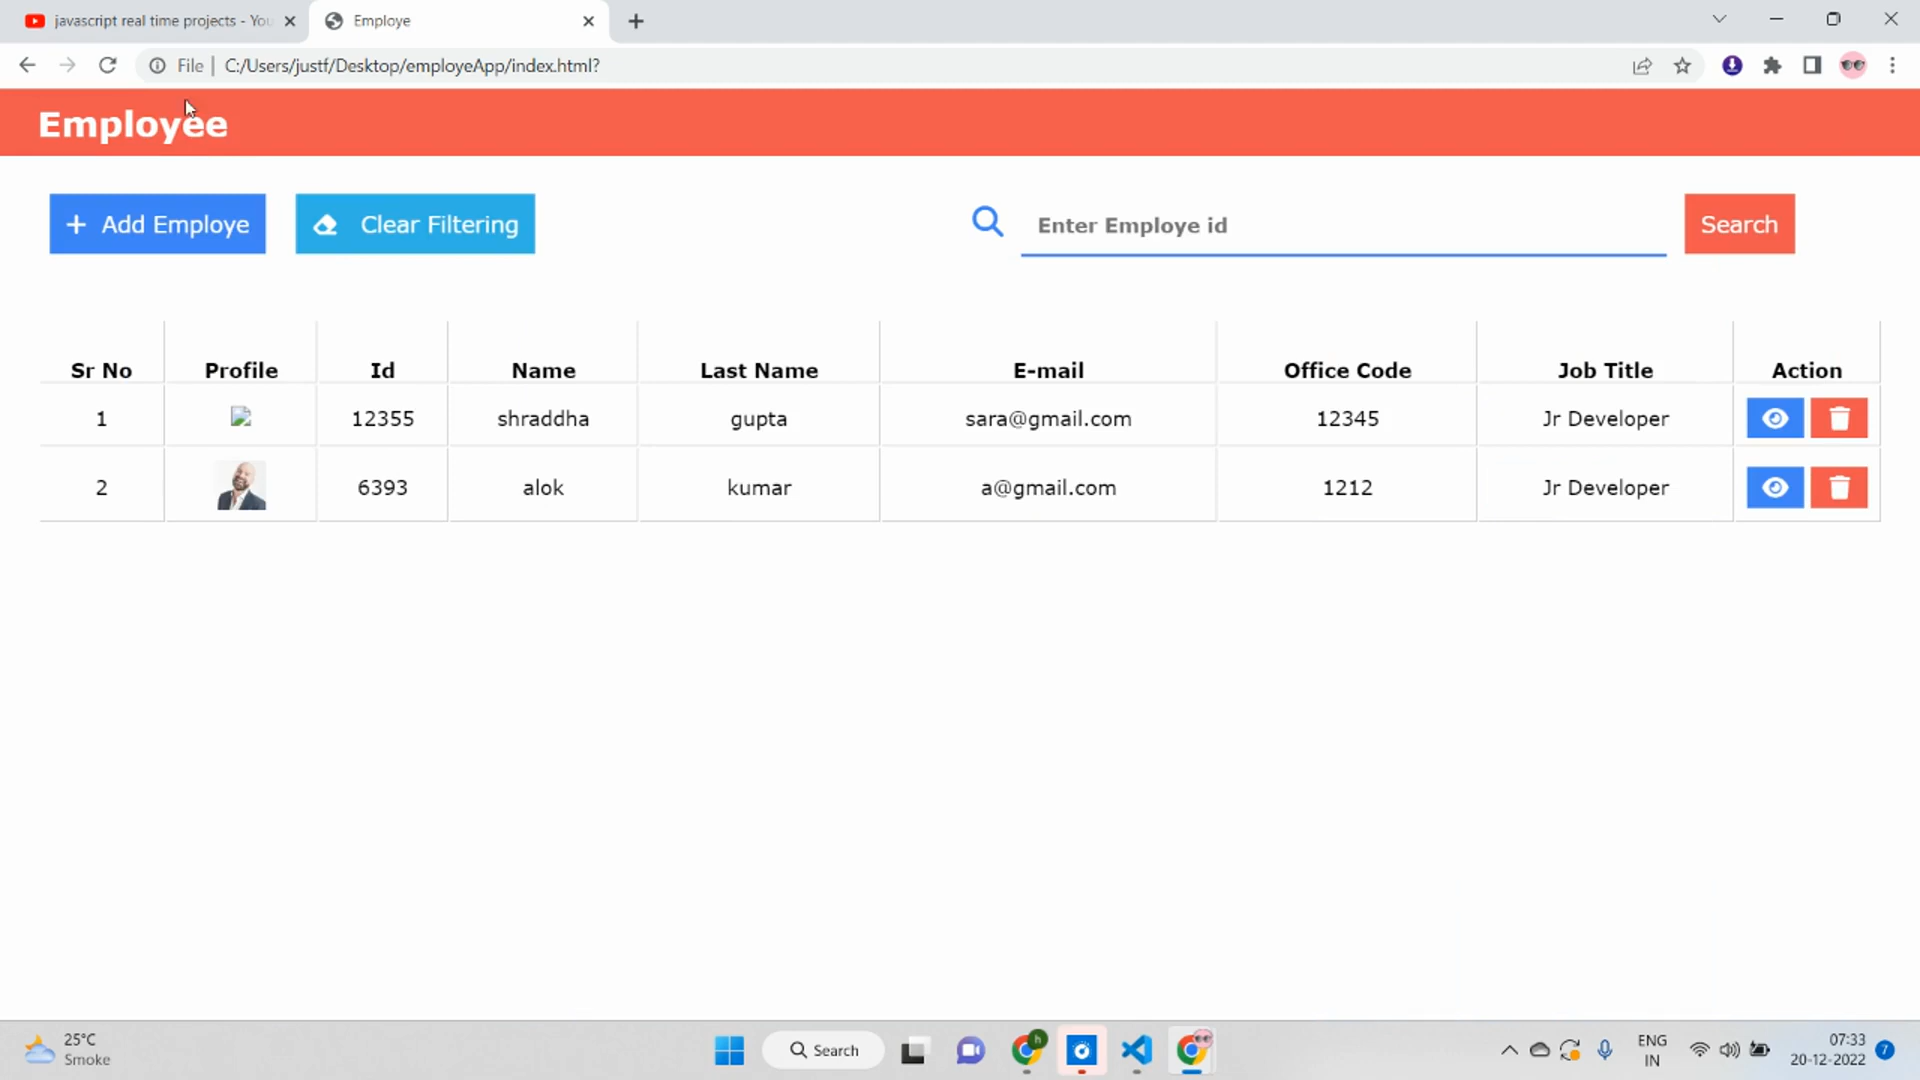 javascript real time projects - You
Employe
File
C:/Users/justf/Desktop/employeApp/index.html?
Employee
Add Employe
Clear Filtering
Enter Employe id
Search
Sr No Profile Id Name Last Name E-mail Office Code Job Title Action
1 12355 shraddha gupta sara@gmail.com 12345 Jr Developer
2 6393 alok kumar a@gmail.com 1212 Jr Developer
25°C
Smoke
Search
h
ENG
IN
07:33
20-12-2022
7